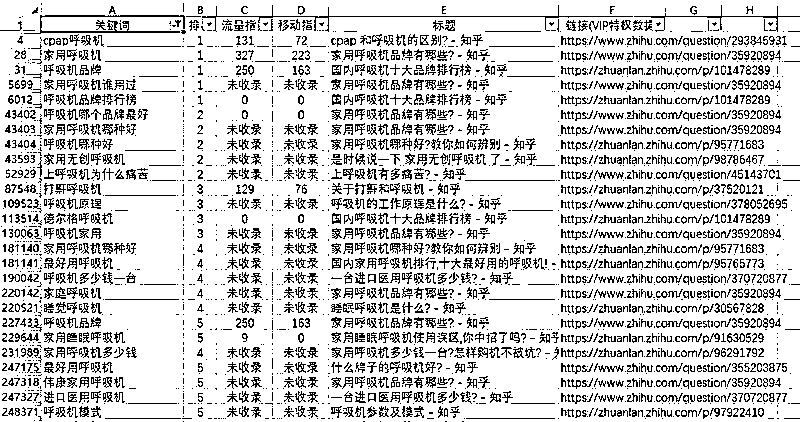 A B C D E F G H
1 关键词 排 流量指 移动指 标题 链接(VIP特权数据
4 cpap呼吸机 1 131 72 cpap 和呼吸机的区别? - 知乎 https://www.zhihu.com/question/293845931
28 家用呼吸机 1 327 223 家用呼吸机品牌有哪些? - 知乎 https://www.zhihu.com/question/35920894
31 呼吸机品牌 1 250 163 国内呼吸机十大品牌排行榜 - 知乎 https://zhuanlan.zhihu.com/p/101478289
5699 家用呼吸机谁用过 1 未收录 未收录 家用呼吸机品牌有哪些? - 知乎 https://www.zhihu.com/question/35920894
6012 呼吸机品牌排行榜 1 0 0 国内呼吸机十大品牌排行榜 - 知乎 https://zhuanlan.zhihu.com/p/101478289
43402 呼吸机哪个品牌最好 2 0 0 家用呼吸机品牌有哪些? - 知乎 https://www.zhihu.com/question/35920894
43403 家用呼吸机哪种好 2 未收录 未收录 家用呼吸机品牌有哪些? - 知乎 https://www.zhihu.com/question/35920894
43404 呼吸机哪种好 2 未收录 未收录 家用呼吸机哪种好?教你如何辨别 - 知乎 https://zhuanlan.zhihu.com/p/95771683
43593 家用无创呼吸机 2 未收录 未收录 是时候说一下 家用无创呼吸机 了 - 知乎 https://zhuanlan.zhihu.com/p/98786467
52929 上呼吸机为什么痛苦 2 未收录 未收录 上呼吸机有多痛苦? - 知乎 https://www.zhihu.com/question/45143701
87548 打鼾呼吸机 3 129 76 关于打鼾和呼吸机 - 知乎 https://zhuanlan.zhihu.com/p/37520121
109523 呼吸机原理 3 未收录 未收录 呼吸机的工作原理是什么? - 知乎 https://www.zhihu.com/question/378052695
113514 德尔格呼吸机 3 0 0 国内呼吸机十大品牌排行榜 - 知乎 https://zhuanlan.zhihu.com/p/101478289
130063 呼吸机家用 3 未收录 未收录 家用呼吸机品牌有哪些? - 知乎 https://www.zhihu.com/question/35920894
181140 家用呼吸机哪种好 4 未收录 未收录 家用呼吸机哪种好?教你如何辨别 - 知乎 https://zhuanlan.zhihu.com/p/95771683
181141 最好用呼吸机 4 未收录 未收录 国内家用呼吸机排行,十大最好用的呼吸机! - https://zhuanlan.zhihu.com/p/95765773
190042 呼吸机多少钱一台 4 未收录 未收录 一台进口医用呼吸机多少钱? - 知乎 https://www.zhihu.com/question/370720877
220142 家庭呼吸机 4 未收录 未收录 家用呼吸机品牌有哪些? - 知乎 https://www.zhihu.com/question/35920894
220521 睡觉呼吸机 4 未收录 未收录 睡眠呼吸机是什么? - 知乎 https://zhuanlan.zhihu.com/p/30567828
227433 呼吸机品牌 5 250 163 家用呼吸机品牌有哪些? - 知乎 https://www.zhihu.com/question/35920894
229644 家用睡眠呼吸机 5 9 0 家用睡眠呼吸机使用误区,你中招了吗? - 知乎 https://zhuanlan.zhihu.com/p/91630529
231989 家用呼吸机多少钱 4 未收录 未收录 家用呼吸机多少钱一台?怎样购机不被坑? - https://zhuanlan.zhihu.com/p/96291792
247175 最好用呼吸机 5 未收录 未收录 什么牌子的呼吸机好? - 知乎 https://www.zhihu.com/question/355203875
247318 伟康家用呼吸机 5 未收录 未收录 家用呼吸机品牌有哪些? - 知乎 https://www.zhihu.com/question/35920894
247327 进口医用呼吸机 5 未收录 未收录 一台进口医用呼吸机多少钱? - 知乎 https://www.zhihu.com/question/370720877
248371 呼吸机模式 5 未收录 未收录 呼吸机参数及模式 - 知乎 https://zhuanlan.zhihu.com/p/97922410